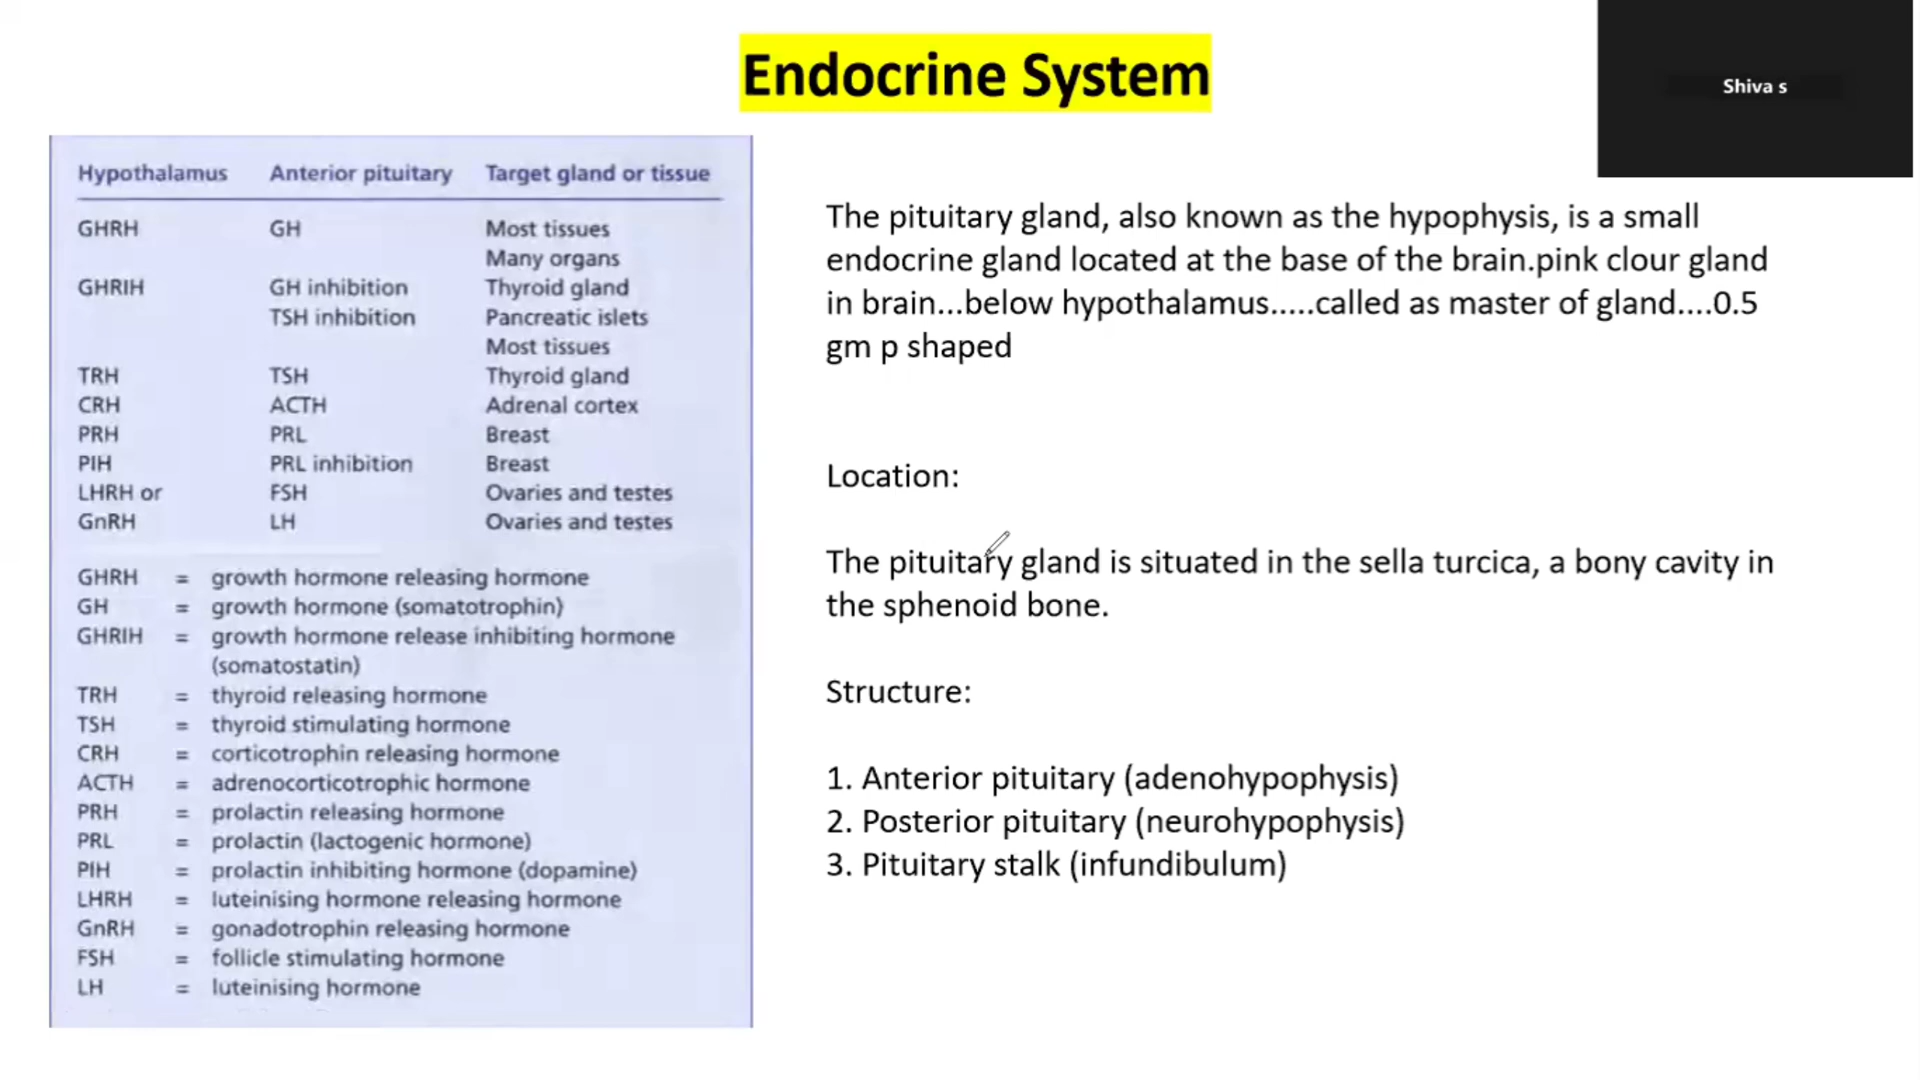 Endocrine System
Shiva s
Hypothalamus Anterior pituitary Target gland or tissue
GHRH GH Most tissues
Many organs
GHRIH GH inhibition Thyroid gland
TSH inhibition Pancreatic islets
Most tissues
TRH TSH Thyroid gland
CRH ACTH Adrenal cortex
PRH PRL Breast
PIH PRL inhibition Breast
LHRH or FSH Ovaries and testes
GnRH LH Ovaries and testes
GHRH = growth hormone releasing hormone
GH = growth hormone (somatotrophin)
GHRIH = growth hormone release inhibiting hormone
(somatostatin)
TRH = thyroid releasing hormone
TSH = thyroid stimulating hormone
CRH = corticotrophin releasing hormone
ACTH = adrenocorticotrophic hormone
PRH = prolactin releasing hormone
PRL = prolactin (lactogenic hormone)
PIH = prolactin inhibiting hormone (dopamine)
LHRH = luteinising hormone releasing hormone
GnRH = gonadotrophin releasing hormone
FSH = follicle stimulating hormone
LH = luteinising hormone
The pituitary gland, also known as the hypophysis, is a small
endocrine gland located at the base of the brain.pink clour gland
in brain...below hypothalamus.....called as master of gland....0.5
gm p shaped
Location:
The pituitary gland is situated in the sella turcica, a bony cavity in
the sphenoid bone.
Structure:
1. Anterior pituitary (adenohypophysis)
2. Posterior pituitary (neurohypophysis)
3. Pituitary stalk (infundibulum)